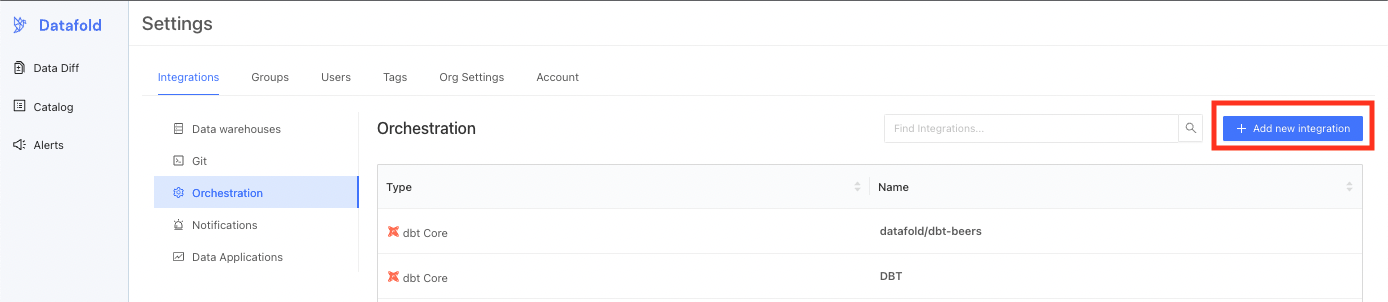 Datafold
Settings
Data Diff
Catalog
Alerts
Integrations Groups Users Tags Org Settings Account
Data warehouses
Git
Orchestration
Notifications
Data Applications
Orchestration
Find Integrations...
+ Add new integration
Type Name
dbt Core datafold/dbt-beers
dbt Core DBT